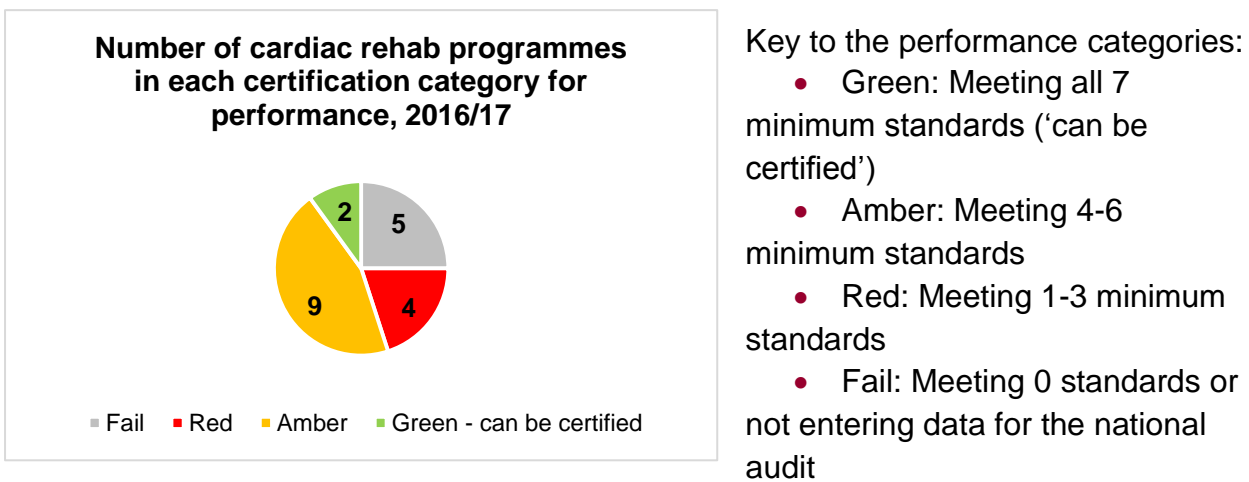 Number of cardiac rehab programmes
in each certification category for
performance, 2016/17
2
5
9
4
Fail
Red
Amber
Green - can be certified
Key to the performance categories:
• Green: Meeting all 7
minimum standards (‘can be
certified’)
• Amber: Meeting 4-6
minimum standards
• Red: Meeting 1-3 minimum
standards
• Fail: Meeting 0 standards or
not entering data for the national
audit